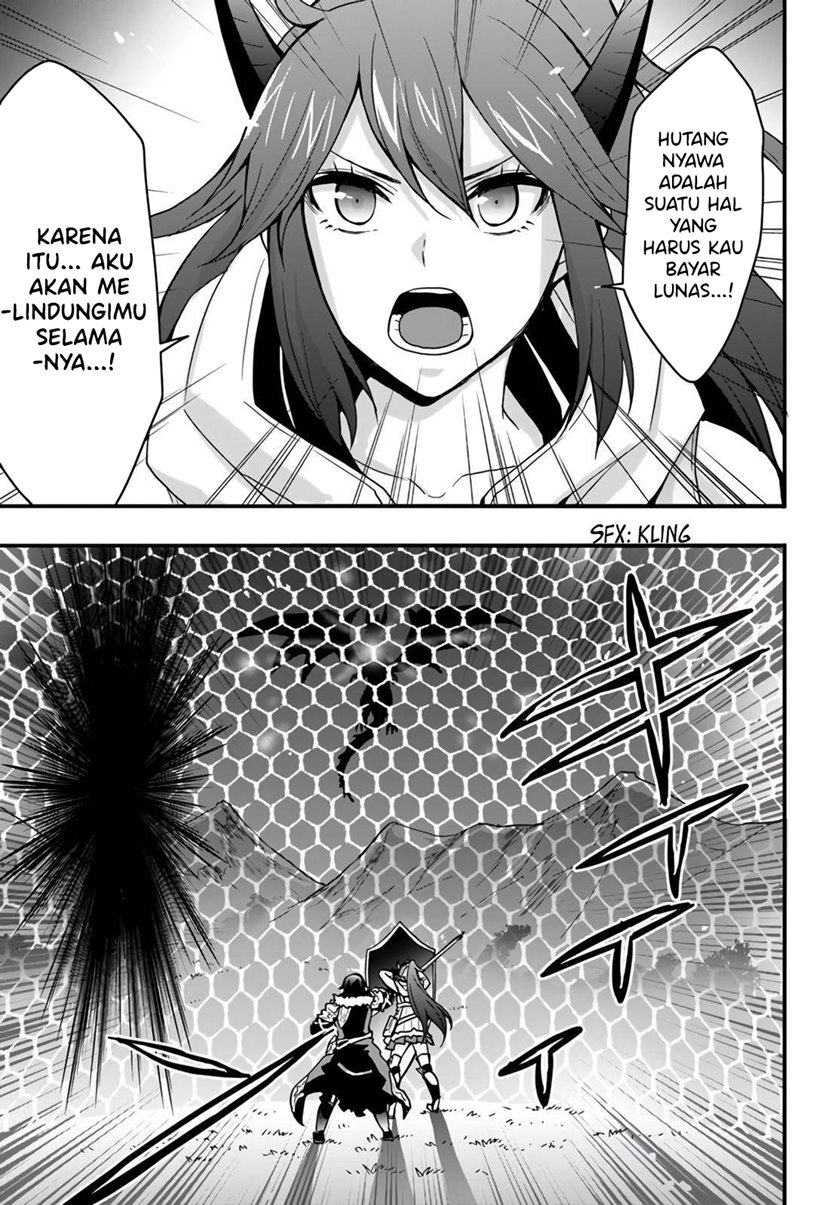 HUTANG
NYAWA
ADALAH
SUATU HAL
YANG
HARUS KAU
BAYAR
LUNAS...!
KARENA
ITU... AKU
AKAN ME
-LINDUNGIMU
SELAMA
-NYA...!
SFX: KLING